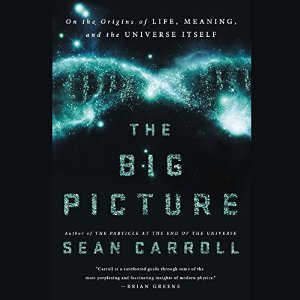 On the Origins of LIFE, MEANING,
and the UNIVERSE ITSELF
THE
BIG
PICTURE
Author of THE PARTICLE AT THE END OF THE UNIVERSE
SEAN CARROLL
"Carroll is a surefooted guide through some of the
most perplexing and fascinating insights of modern physics."
—BRIAN GREENE